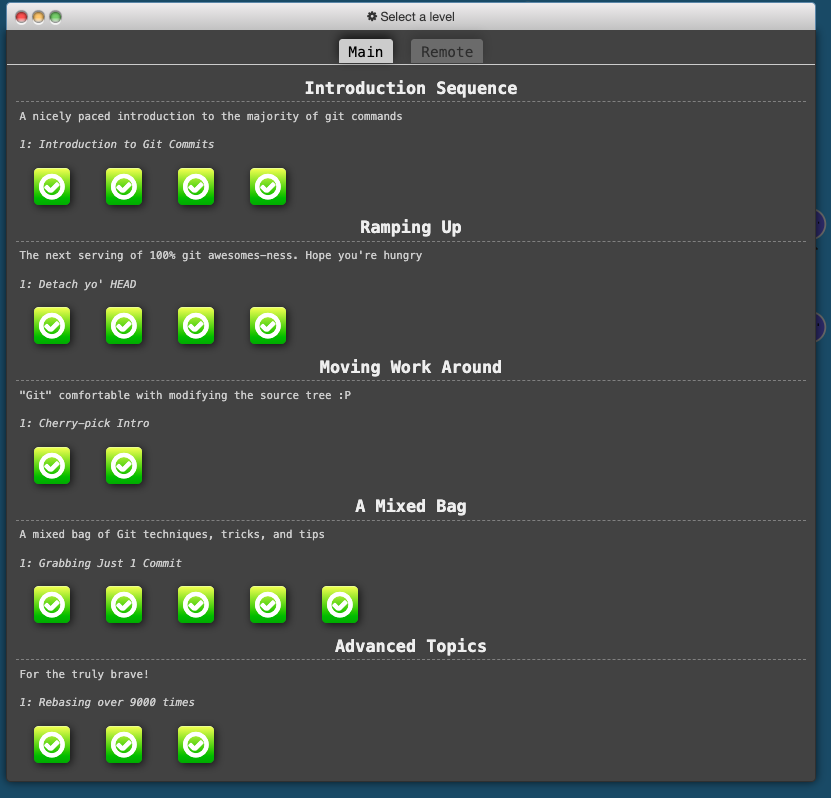 Select a level
Main Remote
Introduction Sequence
A nicely paced introduction to the majority of git commands
1: Introduction to Git Commits
Ramping Up
The next serving of 100% git awesomes-ness. Hope you're hungry
1: Detach yo' HEAD
Moving Work Around
"Git" comfortable with modifying the source tree :P
1: Cherry-pick Intro
A Mixed Bag
A mixed bag of Git techniques, tricks, and tips
1: Grabbing Just 1 Commit
Advanced Topics
For the truly brave!
1: Rebasing over 9000 times